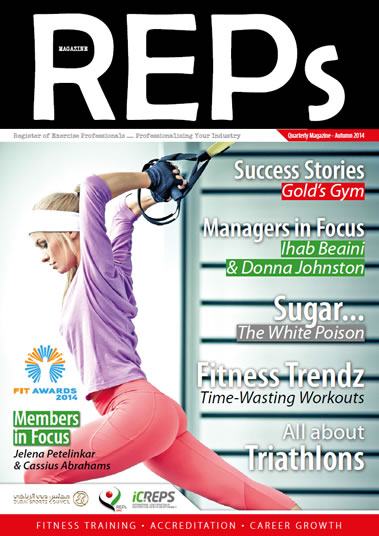 REPs
MAGAZINE
Register of Exercise Professionals .... Professionalising Your Industry
Quarterly Magazine - Autumn 2014
Success Stories
Gold's Gym
Managers in Focus
Ihab Beaini
& Donna Johnston
Sugar...
The White Poison
Fitness Trendz
Time-Wasting Workouts
All about
Triathlons
FIT AWARDS
2014
Members
in Focus
Jelena Petelinkar
& Cassius Abrahams
DUBAI SPORTS COUNCIL
REPs
iCREPS
FITNESS TRAINING • ACCREDITATION • CAREER GROWTH